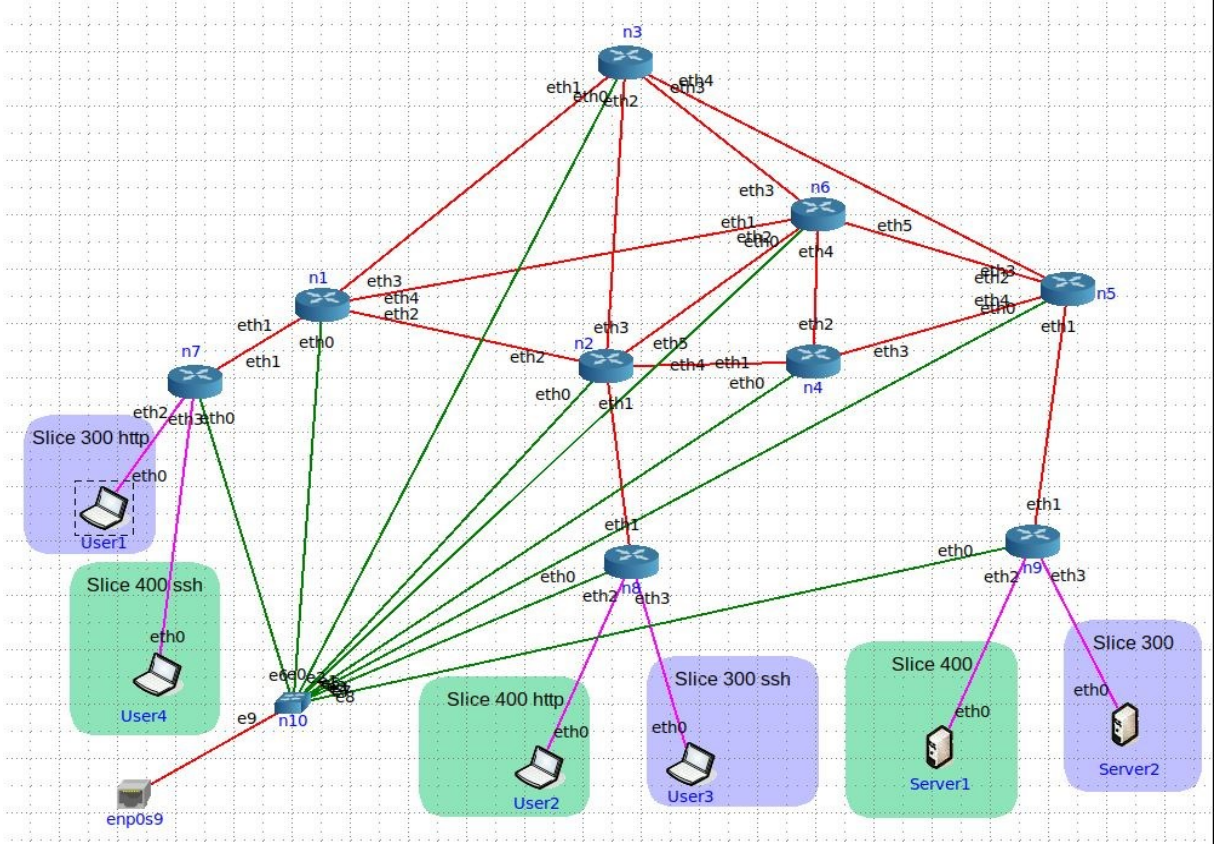 n3
eth4
eth1
eth3
eth0
eth2
n6
eth3
eth1
eth5
eth2
eth0
eth4
n1
eth3
eth3
eth2
n5
eth4
eth4
eth0
eth2
eth1
eth1
eth2
eth3
n2
eth0
eth5
n7
eth1
eth2
eth3
eth4
eth1
eth0
n4
eth0
eth1
eth2
eth3
eth0
Slice 300 http
eth0
User1
eth1
eth1
eth0
n9
eth0
n8
eth2
eth3
eth2
eth3
Slice 400 ssh
eth0
User4
Slice 300
Slice 400
Slice 300 ssh
Slice 400 http
e6
e0
e8
e9
n10
eth0
eth0
eth0
eth0
User2
User3
Server1
Server2
enp0s9